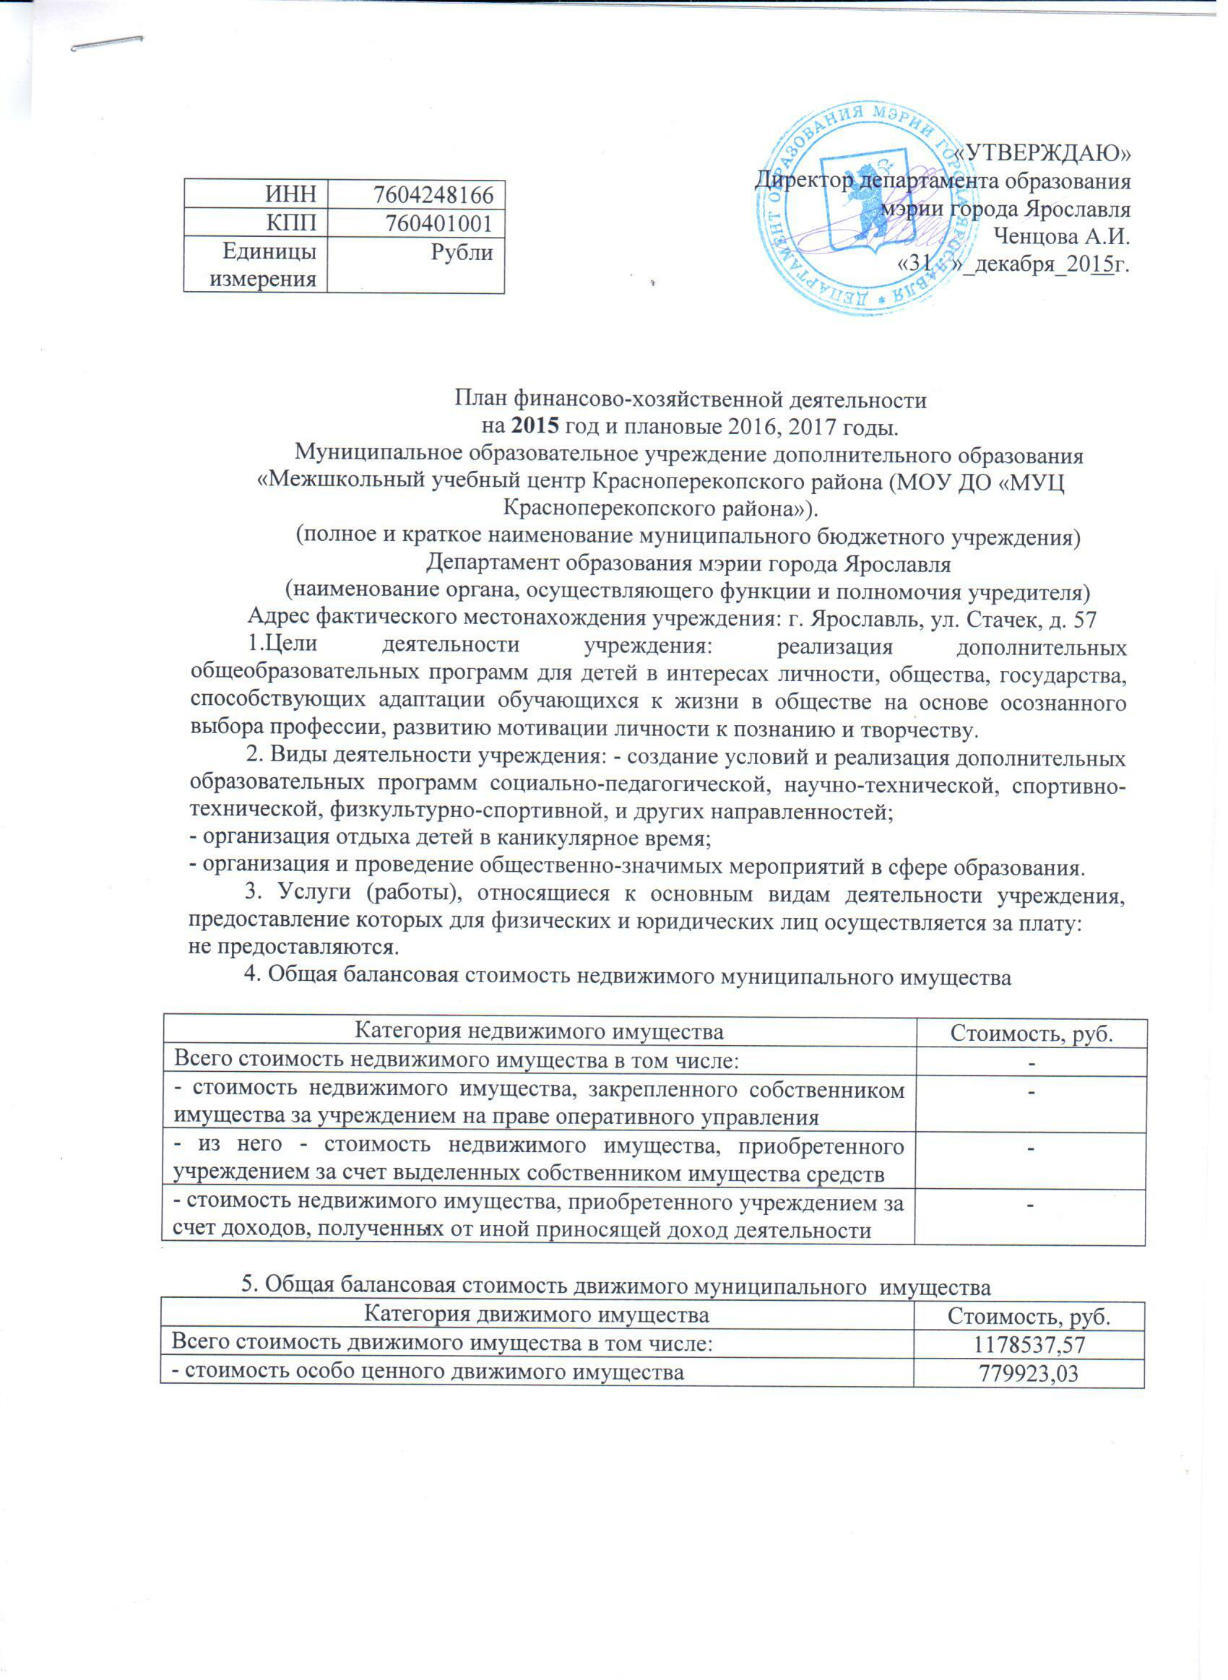 ДЕПАРТАМЕНТ ОБРАЗОВАНИЯ МЭРИИ ГОРОДА ЯРОСЛАВЛЯ *
«УТВЕРЖДАЮ»
Директор департамента образования
мэрии города Ярославля
Ченцова А.И.
«31 »_декабря_2015г.
ИНН 7604248166
КПП 760401001
Единицы Рубли
измерения
План финансово-хозяйственной деятельности
на 2015 год и плановые 2016, 2017 годы.
Муниципальное образовательное учреждение дополнительного образования
«Межшкольный учебный центр Красноперекопского района (МОУ ДО «МУЦ
Красноперекопского района»).
(полное и краткое наименование муниципального бюджетного учреждения)
Департамент образования мэрии города Ярославля
(наименование органа, осуществляющего функции и полномочия учредителя)
Адрес фактического местонахождения учреждения: г. Ярославль, ул. Стачек, д. 57
1.Цели деятельности учреждения: реализация дополнительных
общеобразовательных программ для детей в интересах личности, общества, государства,
способствующих адаптации обучающихся к жизни в обществе на основе осознанного
выбора профессии, развитию мотивации личности к познанию и творчеству.
2. Виды деятельности учреждения: - создание условий и реализация дополнительных
образовательных программ социально-педагогической, научно-технической, спортивно-
технической, физкультурно-спортивной, и других направленностей;
- организация отдыха детей в каникулярное время;
- организация и проведение общественно-значимых мероприятий в сфере образования.
3. Услуги (работы), относящиеся к основным видам деятельности учреждения,
предоставление которых для физических и юридических лиц осуществляется за плату:
не предоставляются.
4. Общая балансовая стоимость недвижимого муниципального имущества
Категория недвижимого имущества Стоимость, руб.
Всего стоимость недвижимого имущества в том числе: -
- стоимость недвижимого имущества, закрепленного собственником -
имущества за учреждением на праве оперативного управления
- из него - стоимость недвижимого имущества, приобретенного -
учреждением за счет выделенных собственником имущества средств
- стоимость недвижимого имущества, приобретенного учреждением за -
счет доходов, полученных от иной приносящей доход деятельности
5. Общая балансовая стоимость движимого муниципального имущества
Категория движимого имущества Стоимость, руб.
Всего стоимость движимого имущества в том числе: 1178537,57
- стоимость особо ценного движимого имущества 779923,03